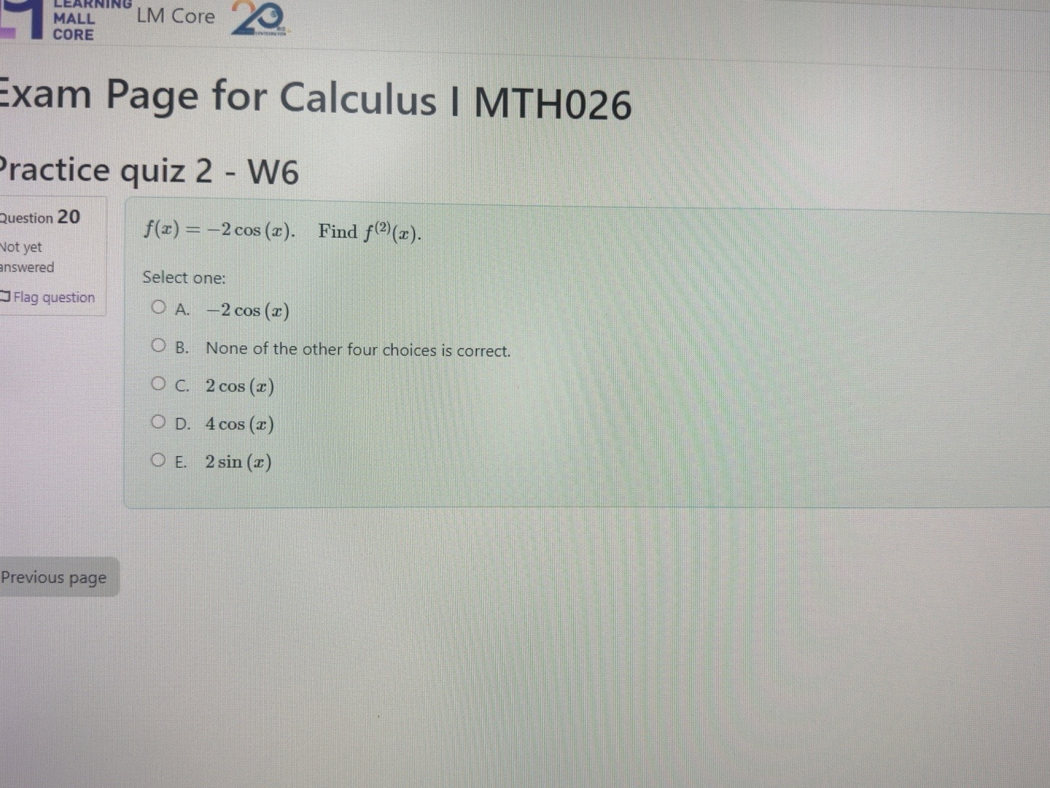 LEARNING
MALL
CORE
LM Core
20
Exam Page for Calculus I MTH026
Practice quiz 2 - W6
Question 20
Not yet
answered
Flag question
f(x) = −2 cos (x). Find f⁽²⁾(x).
Select one:
A. −2 cos (x)
B. None of the other four choices is correct.
C. 2 cos (x)
D. 4 cos (x)
E. 2 sin (x)
Previous page